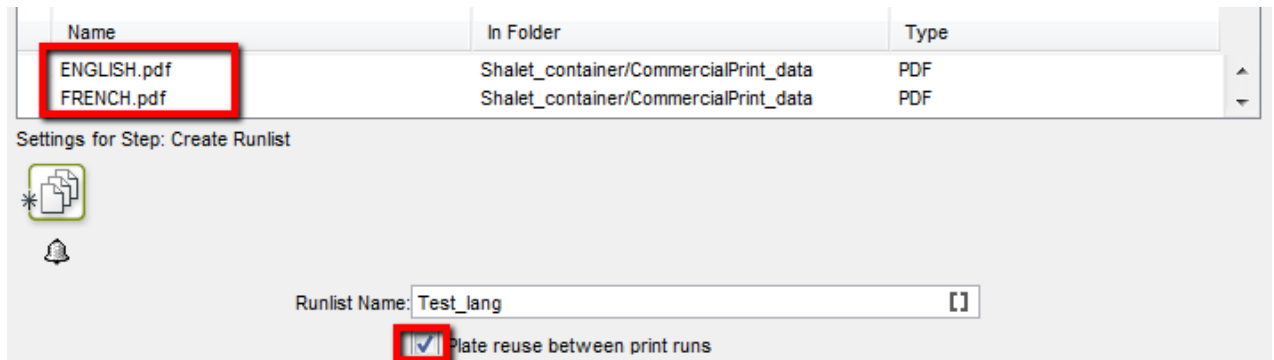 Name In Folder Type
ENGLISH.pdf Shalet_container/CommercialPrint_data PDF
FRENCH.pdf Shalet_container/CommercialPrint_data PDF
Settings for Step: Create Runlist
Runlist Name: Test_lang []
Plate reuse between print runs